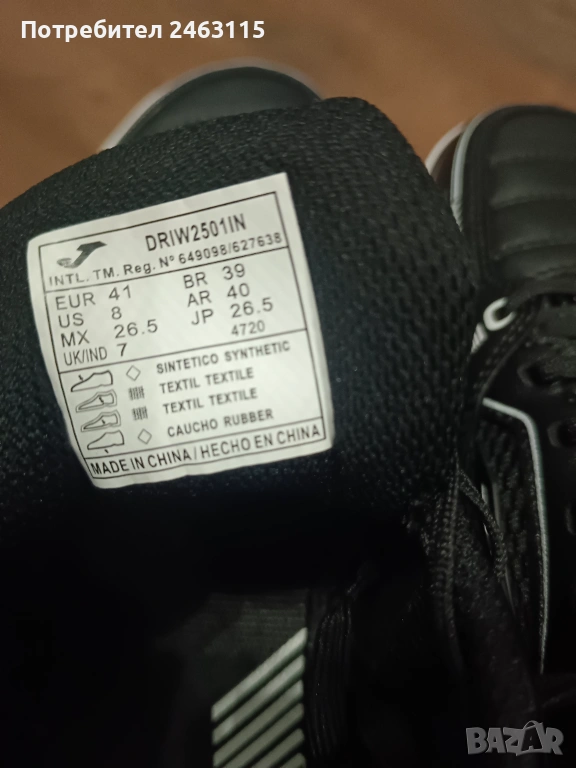 Потребител 2463115
DRIW2501IN
INTL. TM. Reg. Nº 649098/627638
EUR 41 BR 39
US 8 AR 40
MX 26.5 JP 26.5
UK/IND 7 4720
SINTETICO SYNTHETIC
TEXTIL TEXTILE
TEXTIL TEXTILE
CAUCHO RUBBER
MADE IN CHINA / HECHO EN CHINA
BAZAR